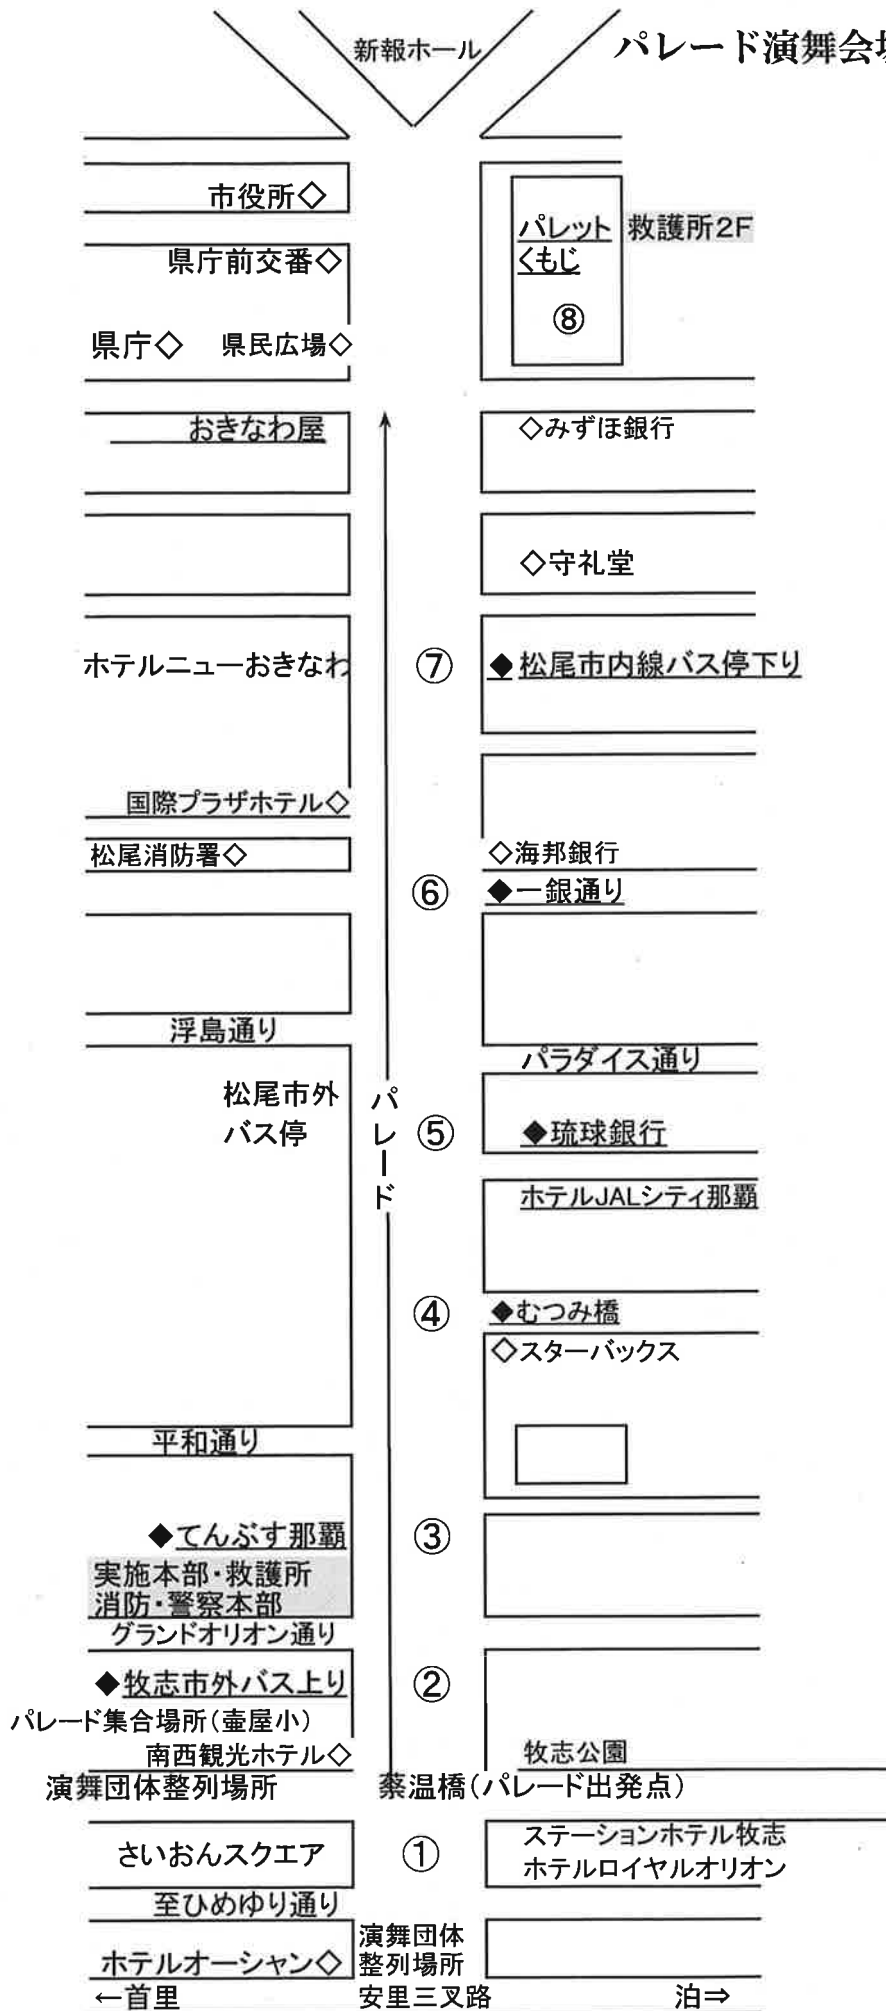 新報ホール
パレード演舞会場
市役所◇
パレット
くもじ
救護所2F
県庁前交番◇
⑧
県庁◇
県民広場◇
おきなわ屋
◇みずほ銀行
◇守礼堂
ホテルニューおきなわ
⑦
◆松尾市内線バス停下り
国際プラザホテル◇
松尾消防署◇
◇海邦銀行
⑥
◆一銀通り
浮島通り
パラダイス通り
松尾市外
バス停
パレード
⑤
◆琉球銀行
ホテルJALシティ那覇
④
◆むつみ橋
◇スターバックス
平和通り
◆てんぶす那覇
③
実施本部・救護所
消防・警察本部
グランドオリオン通り
◆牧志市外バス上り
②
パレード集合場所(壷屋小)
南西観光ホテル◇
牧志公園
演舞団体整列場所
蔡温橋(パレード出発点)
さいおんスクエア
①
ステーションホテル牧志
ホテルロイヤルオリオン
至ひめゆり通り
演舞団体
整列場所
ホテルオーシャン◇
←首里
安里三叉路
泊⇒